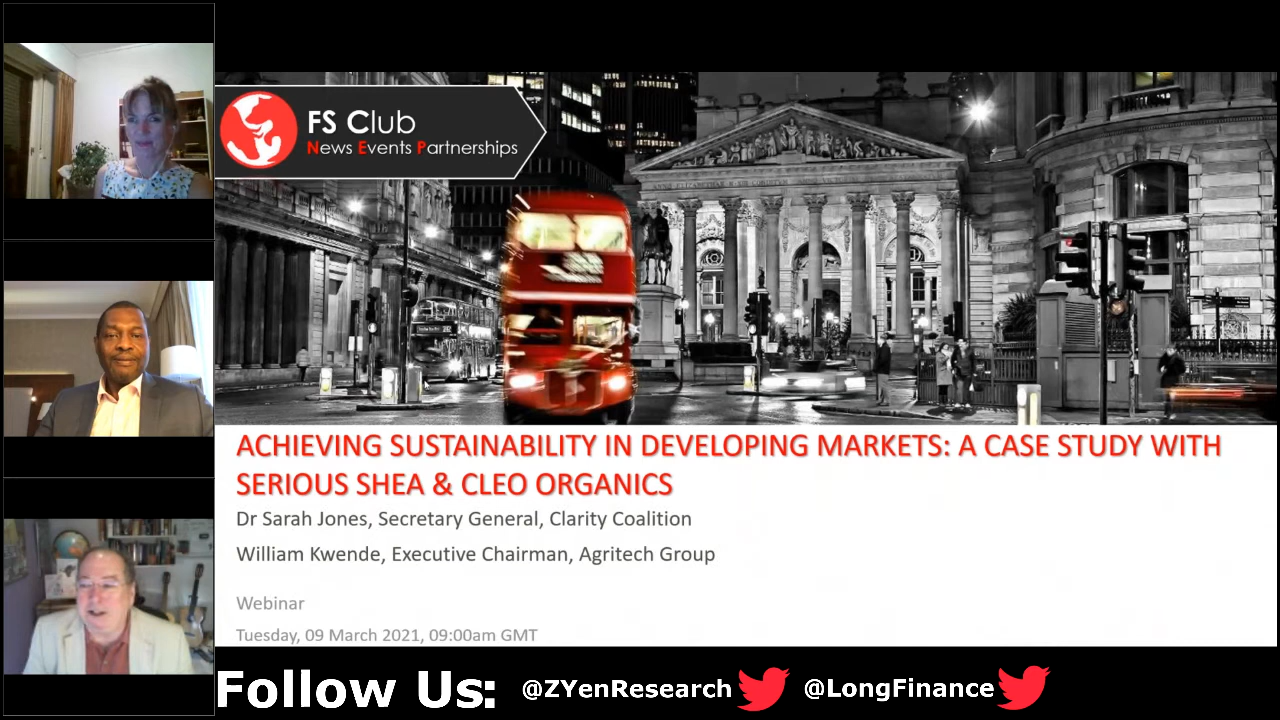 FS Club
News Events Partnerships
ACHIEVING SUSTAINABILITY IN DEVELOPING MARKETS: A CASE STUDY WITH
SERIOUS SHEA & CLEO ORGANICS
Dr Sarah Jones, Secretary General, Clarity Coalition
William Kwende, Executive Chairman, Agritech Group
Webinar
Tuesday, 09 March 2021, 09:00am GMT
Follow Us: @ZYenResearch @LongFinance